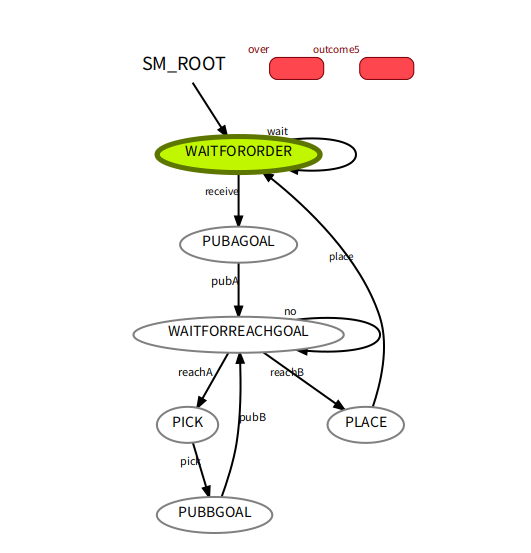 over
outcome5
SM_ROOT
wait
WAITFORORDER
receive
PUBAGOAL
place
pubA
no
WAITFORREACHGOAL
reachA
reachB
PICK
pubB
PLACE
pick
PUBBGOAL